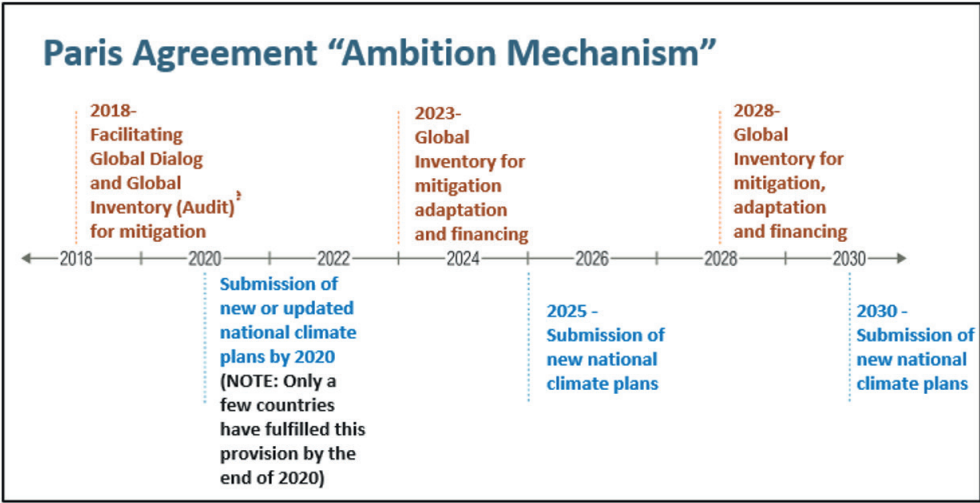 Paris Agreement “Ambition Mechanism”
2018-
Facilitating
Global Dialog
and Global
Inventory (Audit)
for mitigation
2023-
Global
Inventory for
mitigation
adaptation
and financing
2028-
Global
Inventory for
mitigation,
adaptation
and financing
2018 2020 2022 2024 2026 2028 2030
Submission of
new or updated
national climate
plans by 2020
(NOTE: Only a
few countries
have fulfilled this
provision by the
end of 2020)
2025 -
Submission of
new national
climate plans
2030 -
Submission of
new national
climate plans